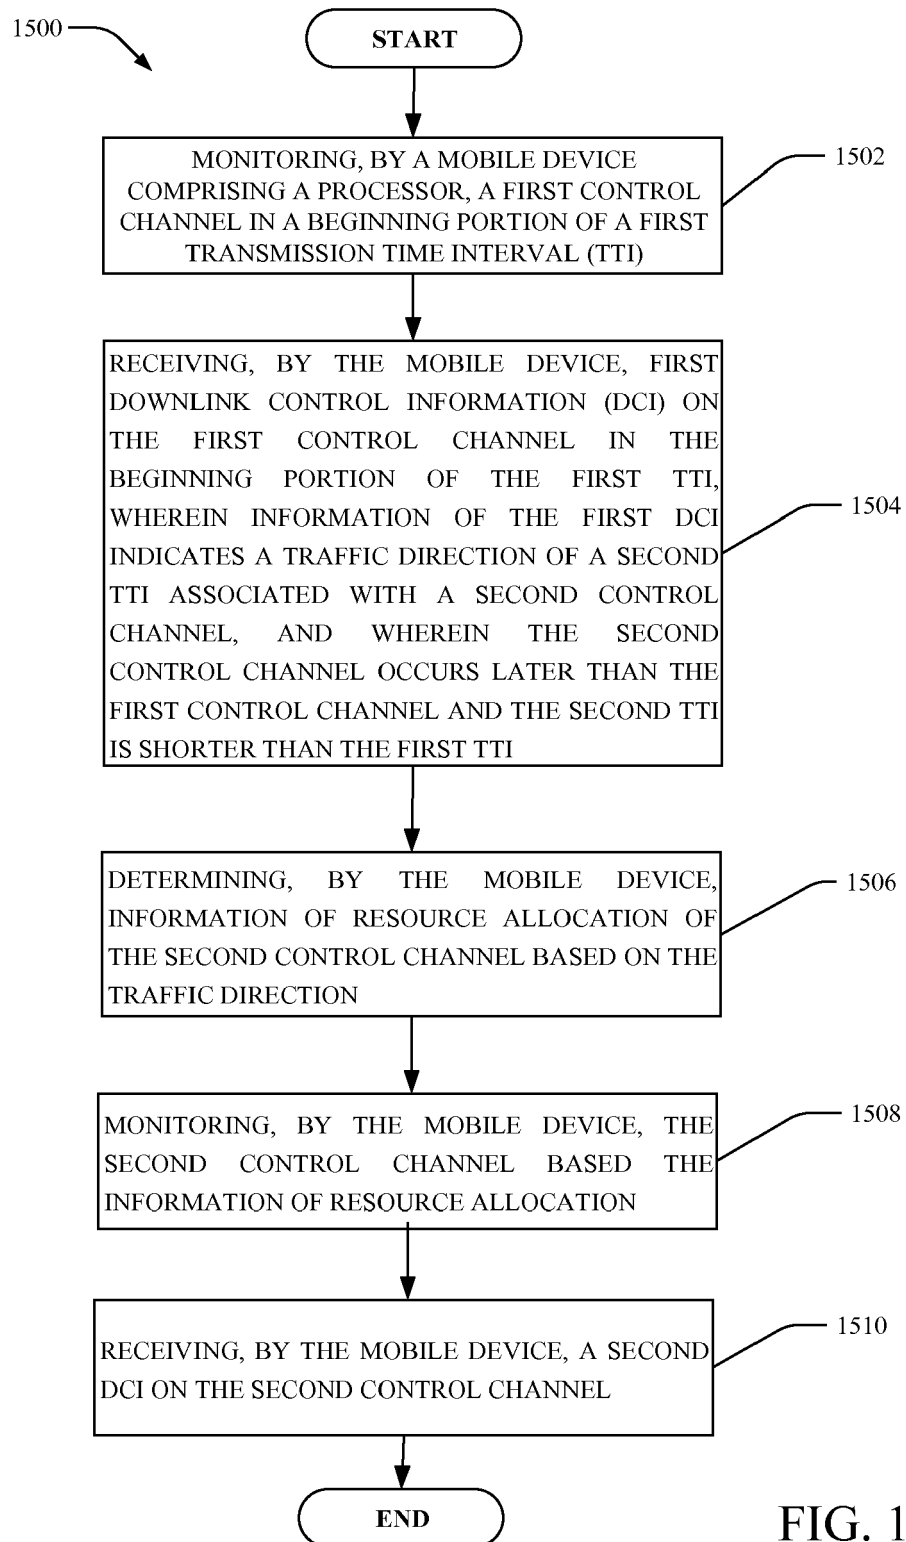 1500
START
MONITORING, BY A MOBILE DEVICE
COMPRISING A PROCESSOR, A FIRST CONTROL
CHANNEL IN A BEGINNING PORTION OF A FIRST
TRANSMISSION TIME INTERVAL (TTI)
1502
RECEIVING, BY THE MOBILE DEVICE, FIRST
DOWNLINK CONTROL INFORMATION (DCI) ON
THE FIRST CONTROL CHANNEL IN THE
BEGINNING PORTION OF THE FIRST TTI,
WHEREIN INFORMATION OF THE FIRST DCI
INDICATES A TRAFFIC DIRECTION OF A SECOND
TTI ASSOCIATED WITH A SECOND CONTROL
CHANNEL, AND WHEREIN THE SECOND
CONTROL CHANNEL OCCURS LATER THAN THE
FIRST CONTROL CHANNEL AND THE SECOND TTI
IS SHORTER THAN THE FIRST TTI
1504
DETERMINING, BY THE MOBILE DEVICE,
INFORMATION OF RESOURCE ALLOCATION OF
THE SECOND CONTROL CHANNEL BASED ON THE
TRAFFIC DIRECTION
1506
MONITORING, BY THE MOBILE DEVICE, THE
SECOND CONTROL CHANNEL BASED THE
INFORMATION OF RESOURCE ALLOCATION
1508
RECEIVING, BY THE MOBILE DEVICE, A SECOND
DCI ON THE SECOND CONTROL CHANNEL
1510
END
FIG. 1